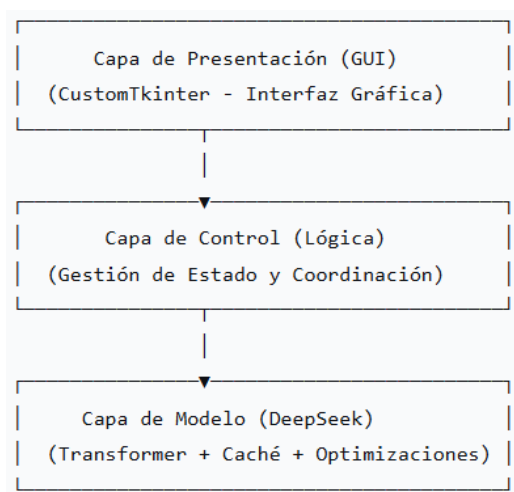 Capa de Presentación (GUI)
(CustomTkinter - Interfaz Gráfica)
Capa de Control (Lógica)
(Gestión de Estado y Coordinación)
Capa de Modelo (DeepSeek)
(Transformer + Caché + Optimizaciones)